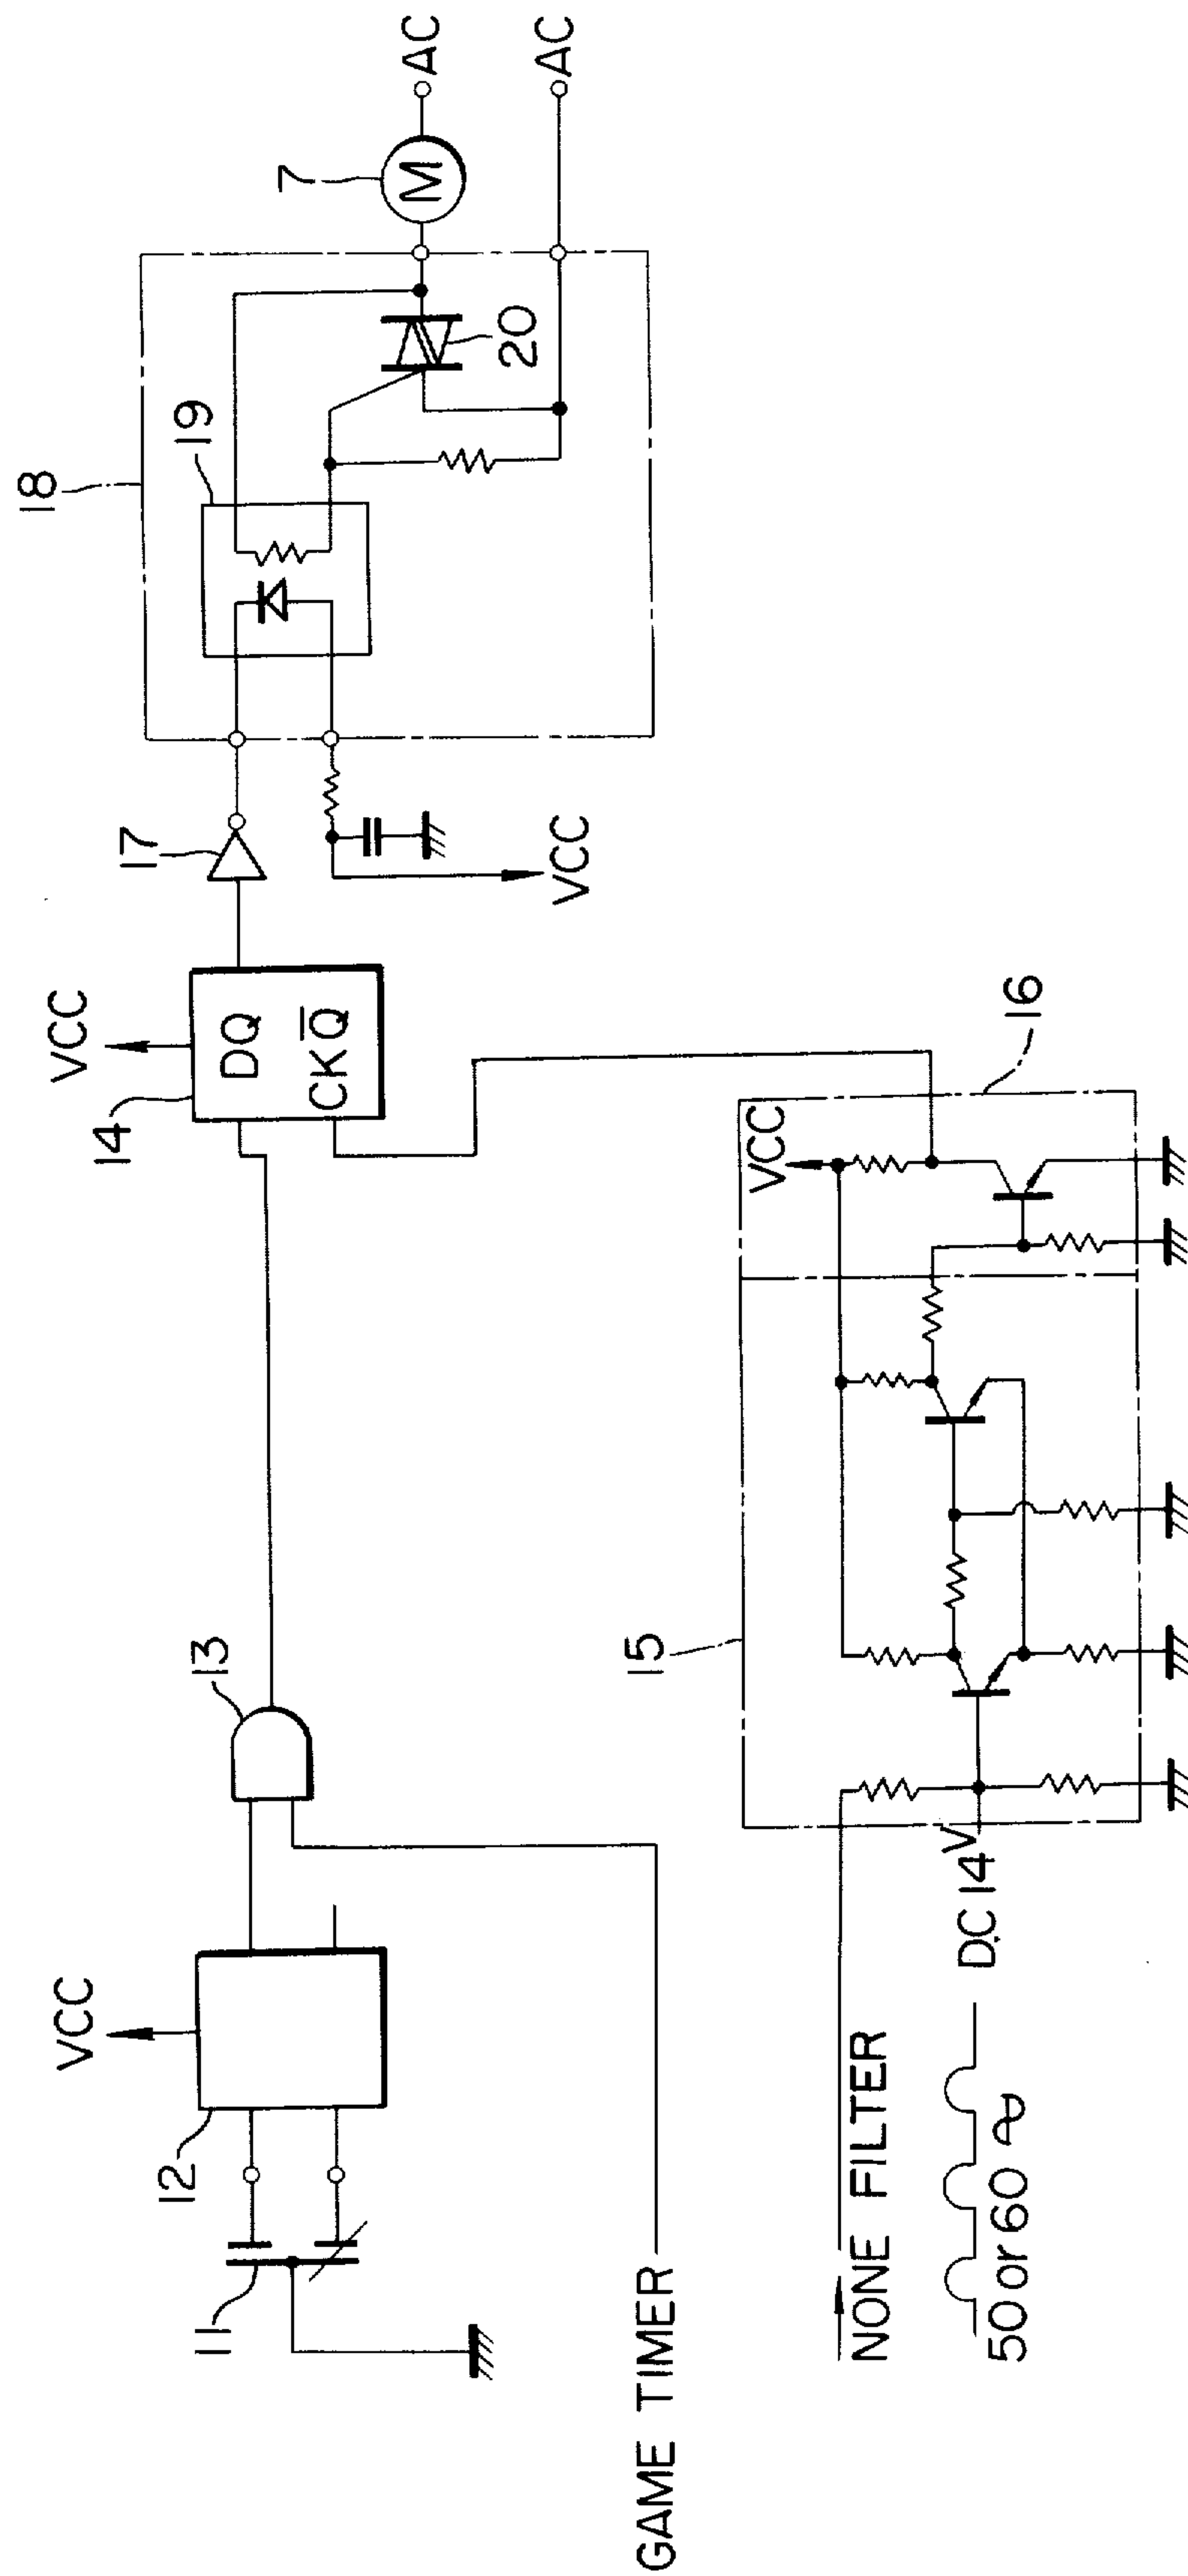 AC
AC
7
M
20
19
18
17
VCC
VCC
14
DQ
CKQ̅
16
VCC
15
13
VCC
12
11
GAME TIMER
NONE FILTER
DC 14V
50 or 60 ∿